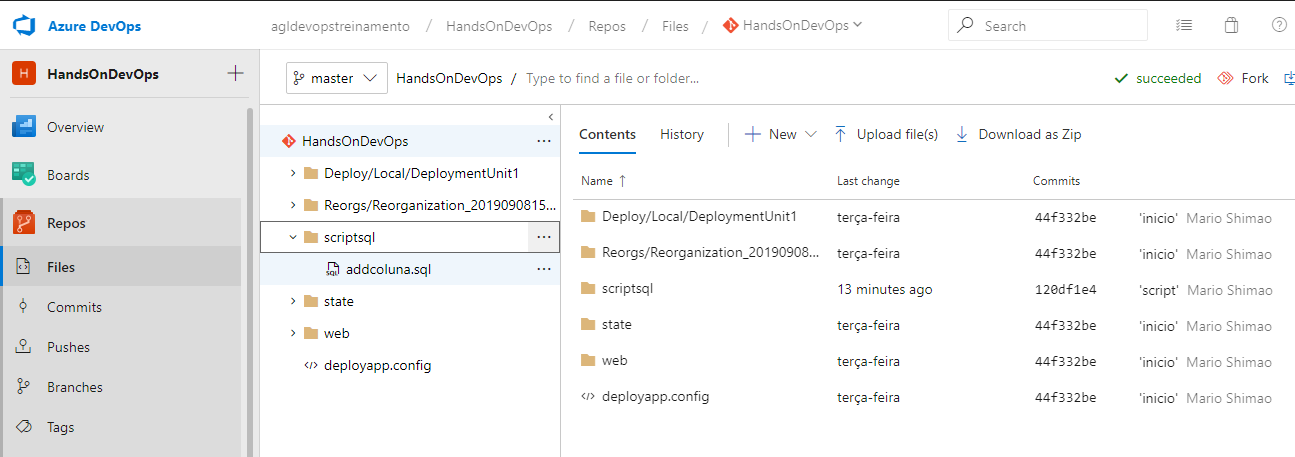 Azure DevOps
agldevopstreinamento / HandsOnDevOps / Repos / Files / HandsOnDevOps
Search
H HandsOnDevOps
master
HandsOnDevOps / Type to find a file or folder...
succeeded
Fork
Overview
Boards
Repos
Files
Commits
Pushes
Branches
Tags
HandsOnDevOps
Deploy/Local/DeploymentUnit1
Reorgs/Reorganization_2019090815...
scriptsql
addcoluna.sql
state
web
deployapp.config
Contents History New Upload file(s) Download as Zip
Name ↑ Last change Commits
Deploy/Local/DeploymentUnit1 terça-feira 44f332be 'inicio' Mario Shimao
Reorgs/Reorganization_20190908... terça-feira 44f332be 'inicio' Mario Shimao
scriptsql 13 minutes ago 120df1e4 'script' Mario Shimao
state terça-feira 44f332be 'inicio' Mario Shimao
web terça-feira 44f332be 'inicio' Mario Shimao
deployapp.config terça-feira 44f332be 'inicio' Mario Shimao